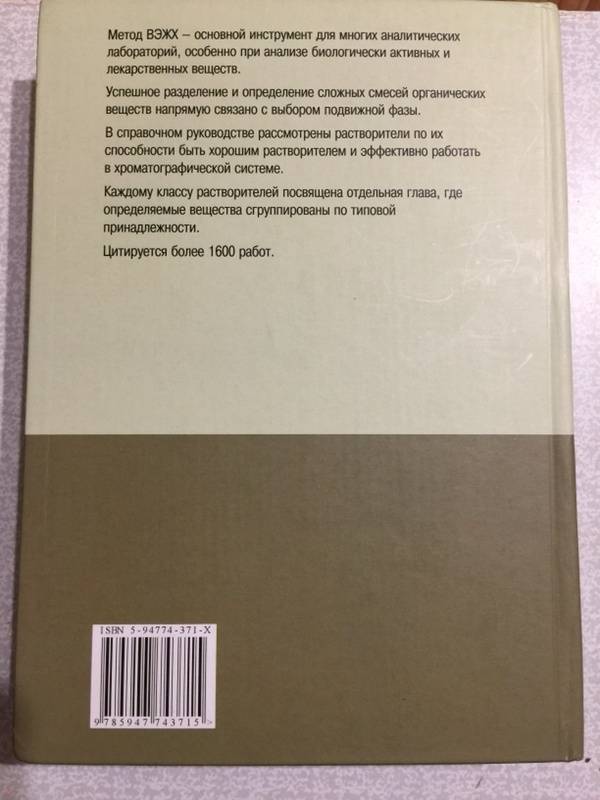 Метод ВЭЖХ – основной инструмент для многих аналитических
лабораторий, особенно при анализе биологически активных и
лекарственных веществ.
Успешное разделение и определение сложных смесей органических
веществ напрямую связано с выбором подвижной фазы.
В справочном руководстве рассмотрены растворители по их
способности быть хорошим растворителем и эффективно работать
в хроматографической системе.
Каждому классу растворителей посвящена отдельная глава, где
определяемые вещества сгруппированы по типовой
принадлежности.
Цитируется более 1600 работ.
ISBN 5-94774-371-X
9 785947 743715 >